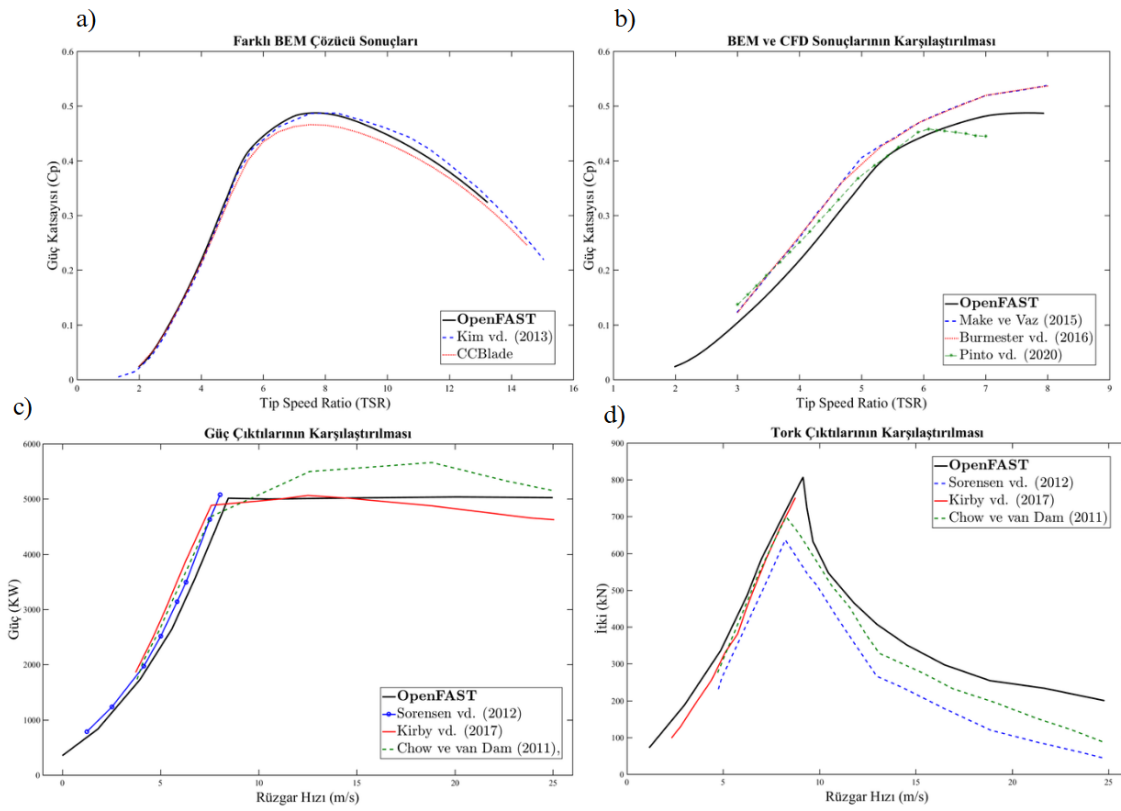 a)
Farklı BEM Çözücü Sonuçları
0.6
0.5
0.4
0.3
0.2
0.1
0
Güç Katsayısı (Cp)
0 2 4 6 8 10 12 14 16
Tip Speed Ratio (TSR)
OpenFAST
Kim vd. (2013)
CCBlade
b)
BEM ve CFD Sonuçlarının Karşılaştırılması
0.6
0.5
0.4
0.3
0.2
0.1
0
Güç Katsayısı (Cp)
1 2 3 4 5 6 7 8 9
Tip Speed Ratio (TSR)
OpenFAST
Make ve Vaz (2015)
Burmester vd. (2016)
Pinto vd. (2020)
c)
Güç Çıktılarının Karşılaştırılması
6000
5000
4000
3000
2000
1000
0
Güç (KW)
0 5 10 15 20 25
Rüzgar Hızı (m/s)
OpenFAST
Sorensen vd. (2012)
Kirby vd. (2017)
Chow ve van Dam (2011),
d)
Tork Çıktılarının Karşılaştırılması
900
800
700
600
500
400
300
200
100
0
İtki (kN)
0 5 10 15 20 25
Rüzgar Hızı (m/s)
OpenFAST
Sorensen vd. (2012)
Kirby vd. (2017)
Chow ve van Dam (2011)